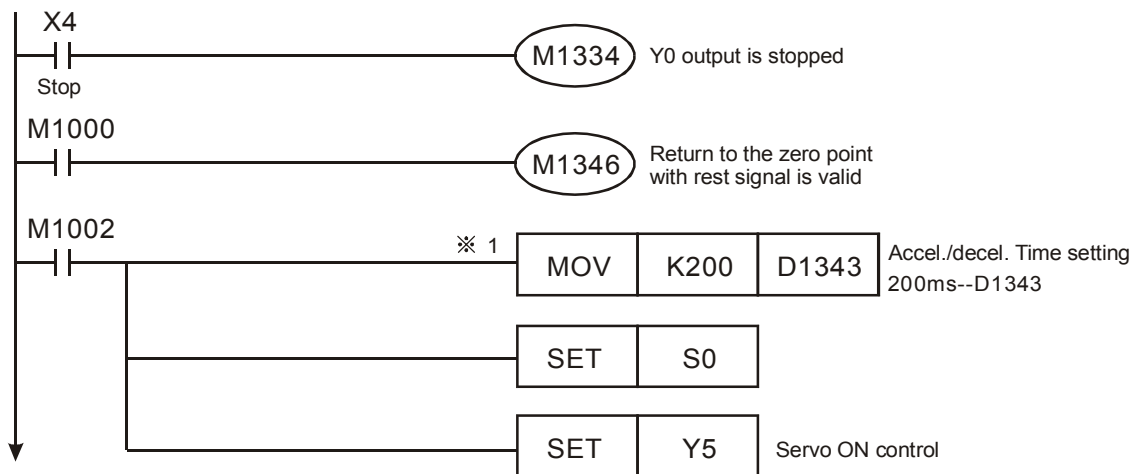 X4
M1334 Y0 output is stopped
Stop
M1000
M1346 Return to the zero point
with rest signal is valid
M1002
※ 1 MOV K200 D1343 Accel./decel. Time setting
200ms--D1343
SET S0
SET Y5 Servo ON control